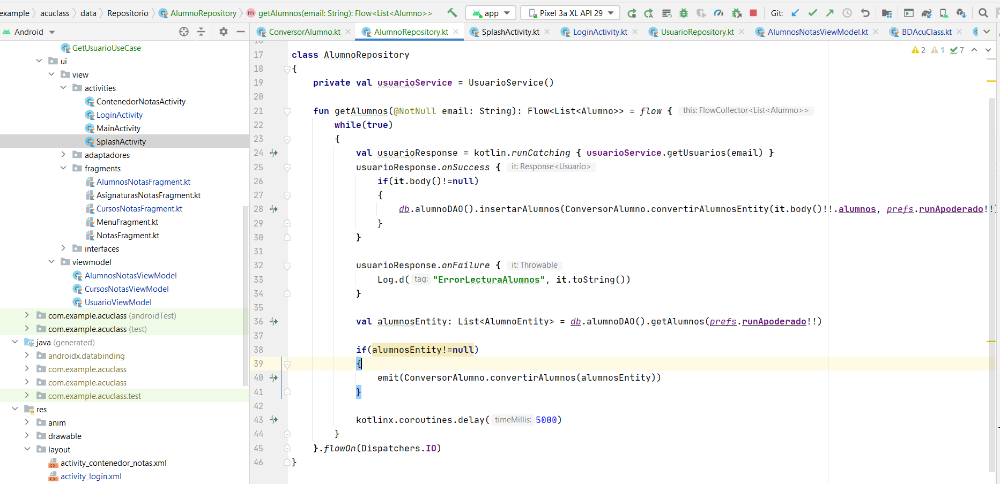 example acuclass data Repositorio AlumnoRepository getAlumnos(email: String): Flow<List<Alumno>> app Pixel 3a XL API 29 Git:
Android
ConversorAlumno.kt AlumnoRepository.kt SplashActivity.kt LoginActivity.kt UsuarioRepository.kt AlumnosNotasViewModel.kt BDAcuClass.kt
GetUsuarioUseCase
ui
view
activities
ContenedorNotasActivity
LoginActivity
MainActivity
SplashActivity
adaptadores
fragments
AlumnosNotasFragment.kt
AsignaturasNotasFragment.kt
CursosNotasFragment.kt
MenuFragment.kt
NotasFragment.kt
interfaces
viewmodel
AlumnosNotasViewModel
CursosNotasViewModel
UsuarioViewModel
com.example.acuclass (androidTest)
com.example.acuclass (test)
java (generated)
androidx.databinding
com.example.acuclass
com.example.acuclass
com.example.acuclass.test
res
anim
drawable
layout
activity_contenedor_notas.xml
activity_login.xml
2 1 7
16
17 class AlumnoRepository
18 {
19 private val usuarioService = UsuarioService()
20
21 fun getAlumnos(@NotNull email: String): Flow<List<Alumno>> = flow { this: FlowCollector<List<Alumno>>
22 while(true)
23 {
24 val usuarioResponse = kotlin.runCatching { usuarioService.getUsuarios(email) }
25 usuarioResponse.onSuccess { it: Response<Usuario>
26 if(it.body()!=null)
27 {
28 db.alumnoDAO().insertarAlumnos(ConversorAlumno.convertirAlumnosEntity(it.body()!!.alumnos, prefs.runApoderado!!)
29 }
30 }
31
32 usuarioResponse.onFailure { it: Throwable
33 Log.d( tag: "ErrorLecturaAlumnos", it.toString())
34 }
35
36 val alumnosEntity: List<AlumnoEntity> = db.alumnoDAO().getAlumnos(prefs.runApoderado!!)
37
38 if(alumnosEntity!=null)
39 {
40 emit(ConversorAlumno.convertirAlumnos(alumnosEntity))
41 }
42
43 kotlinx.coroutines.delay( timeMillis: 5000)
44 }
45 }.flowOn(Dispatchers.IO)
46 }